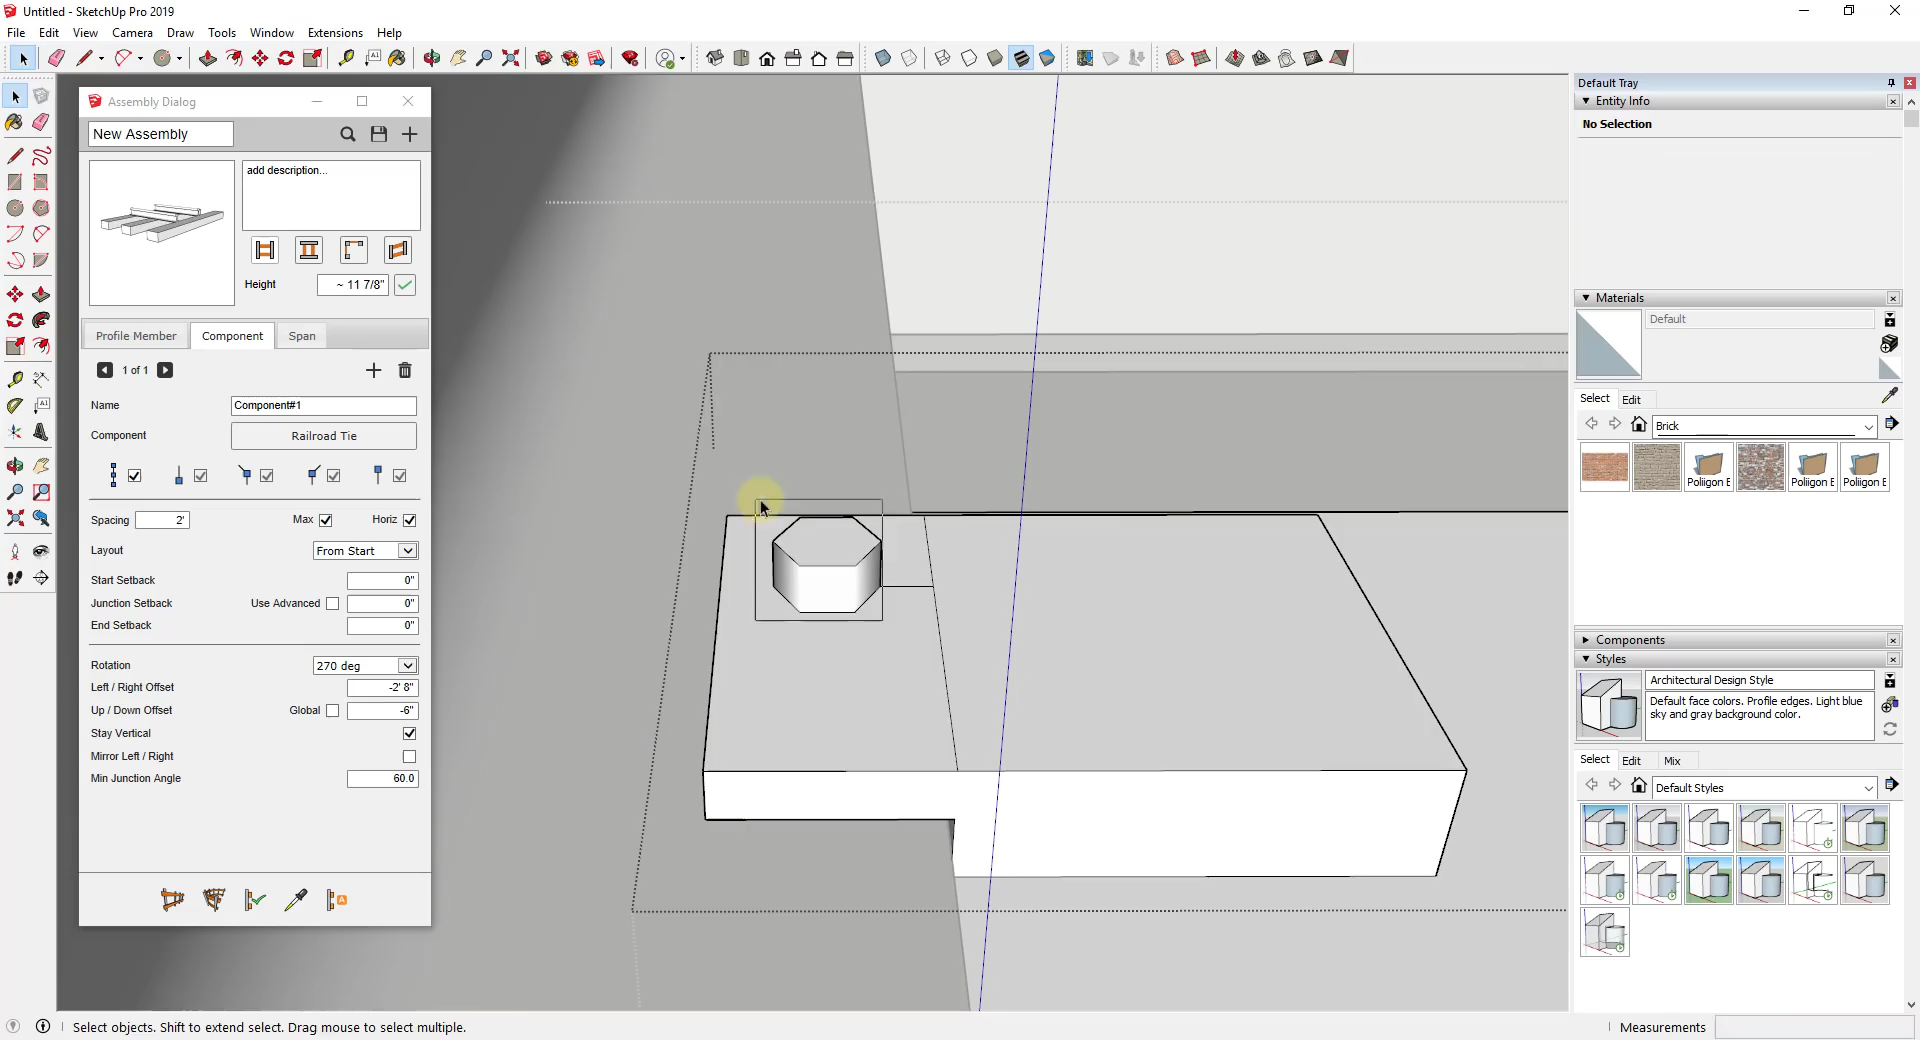 Untitled - SketchUp Pro 2019
File Edit View Camera Draw Tools Window Extensions Help
Assembly Dialog
New Assembly
add description...
Height ~ 11 7/8"
Profile Member Component Span
1 of 1
Name Component#1
Component Railroad Tie
Spacing 2' Max Horiz
Layout From Start
Start Setback 0"
Junction Setback Use Advanced 0"
End Setback 0"
Rotation 270 deg
Left / Right Offset -2' 8"
Up / Down Offset Global -6"
Stay Vertical
Mirror Left / Right
Min Junction Angle 60.0
Default Tray
Entity Info
No Selection
Materials
Default
Select Edit
Brick
Poliigon E Poliigon E Poliigon E
Components
Styles
Architectural Design Style
Default face colors. Profile edges. Light blue
sky and gray background color.
Select Edit Mix
Default Styles
Select objects. Shift to extend select. Drag mouse to select multiple.
Measurements